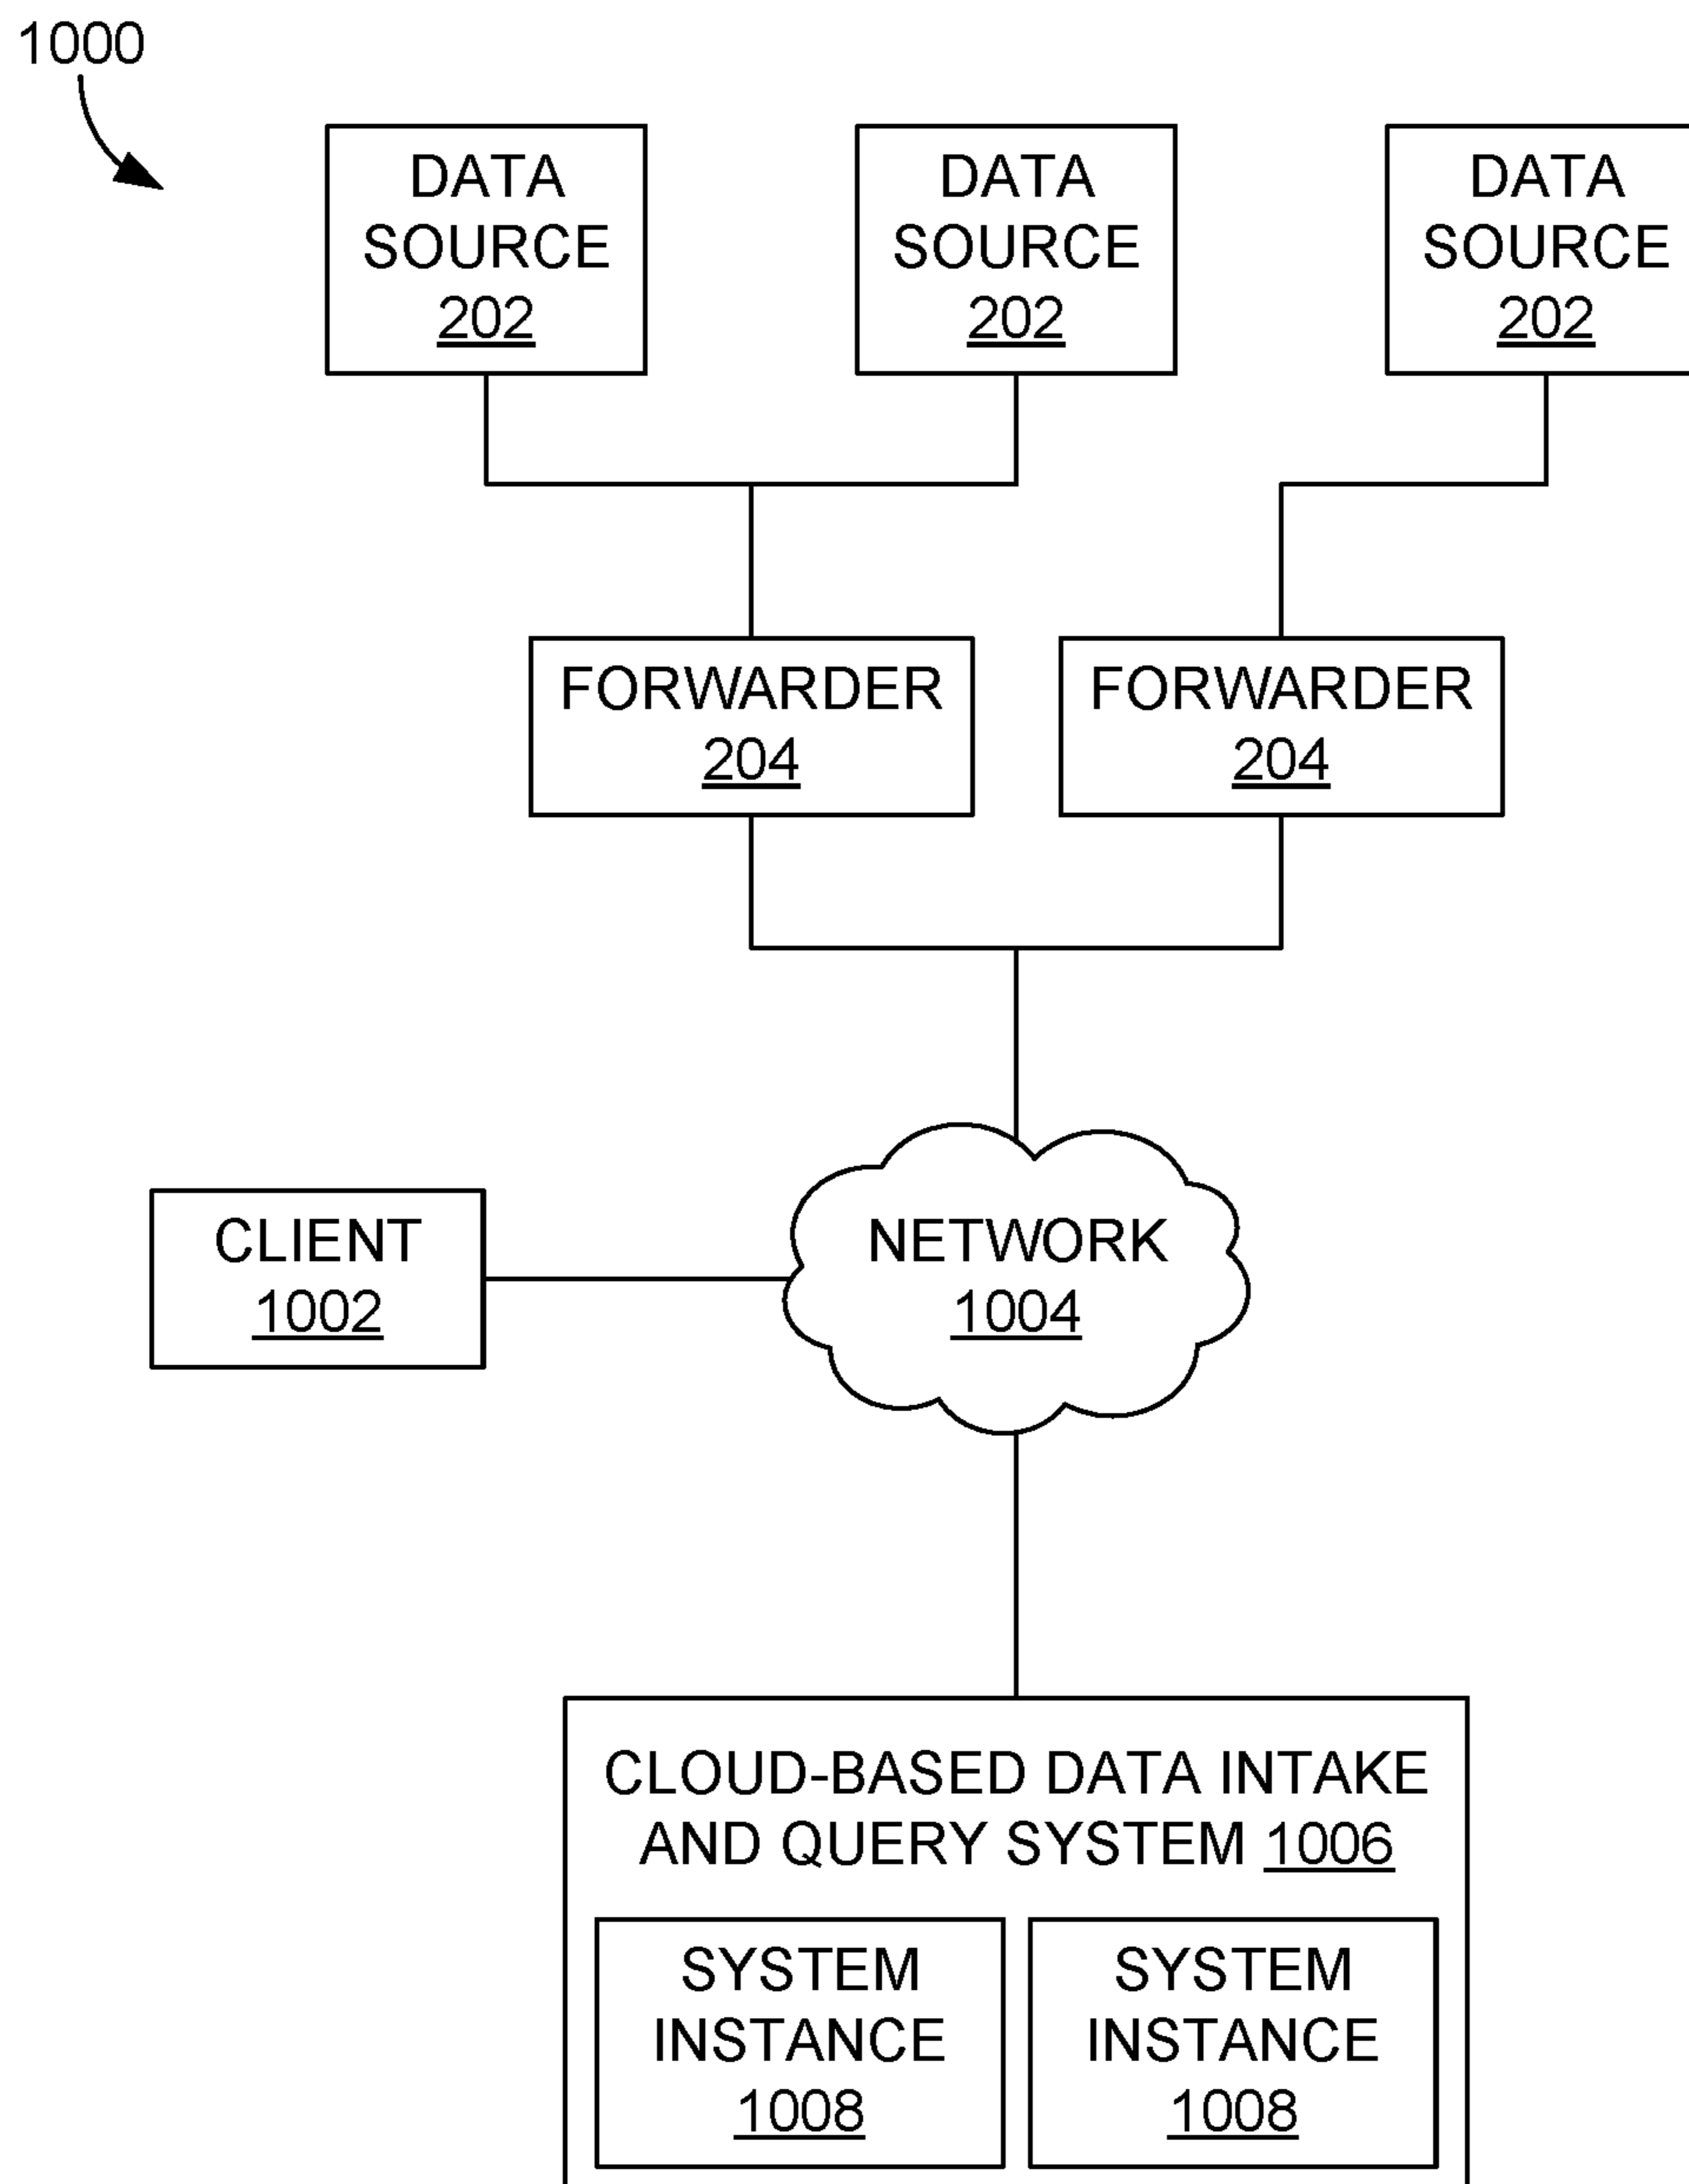 1000
DATA
SOURCE
202
DATA
SOURCE
202
DATA
SOURCE
202
FORWARDER
204
FORWARDER
204
CLIENT
1002
NETWORK
1004
CLOUD-BASED DATA INTAKE
AND QUERY SYSTEM 1006
SYSTEM
INSTANCE
1008
SYSTEM
INSTANCE
1008